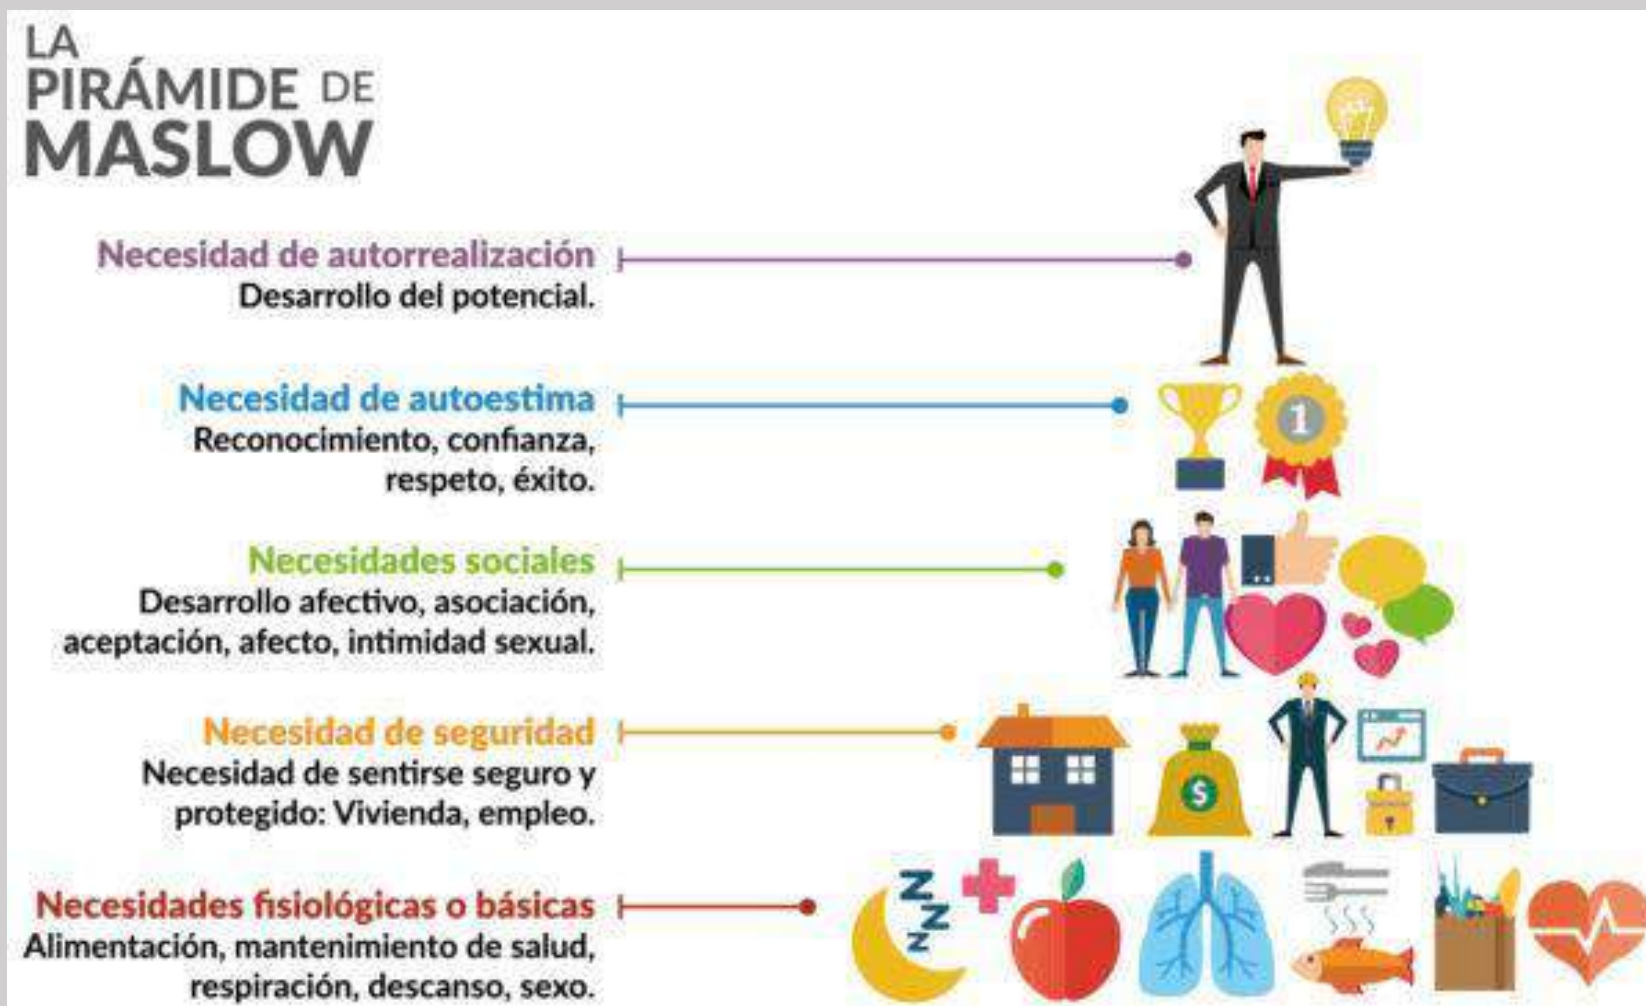 LA
PIRÁMIDE DE
MASLOW
Necesidad de autorrealización
Desarrollo del potencial.
Necesidad de autoestima
Reconocimiento, confianza,
respeto, éxito.
1
Necesidades sociales
Desarrollo afectivo, asociación,
aceptación, afecto, intimidad sexual.
Necesidad de seguridad
Necesidad de sentirse seguro y
protegido: Vivienda, empleo.
$
Necesidades fisiológicas o básicas
Alimentación, mantenimiento de salud,
respiración, descanso, sexo.
N
N
N